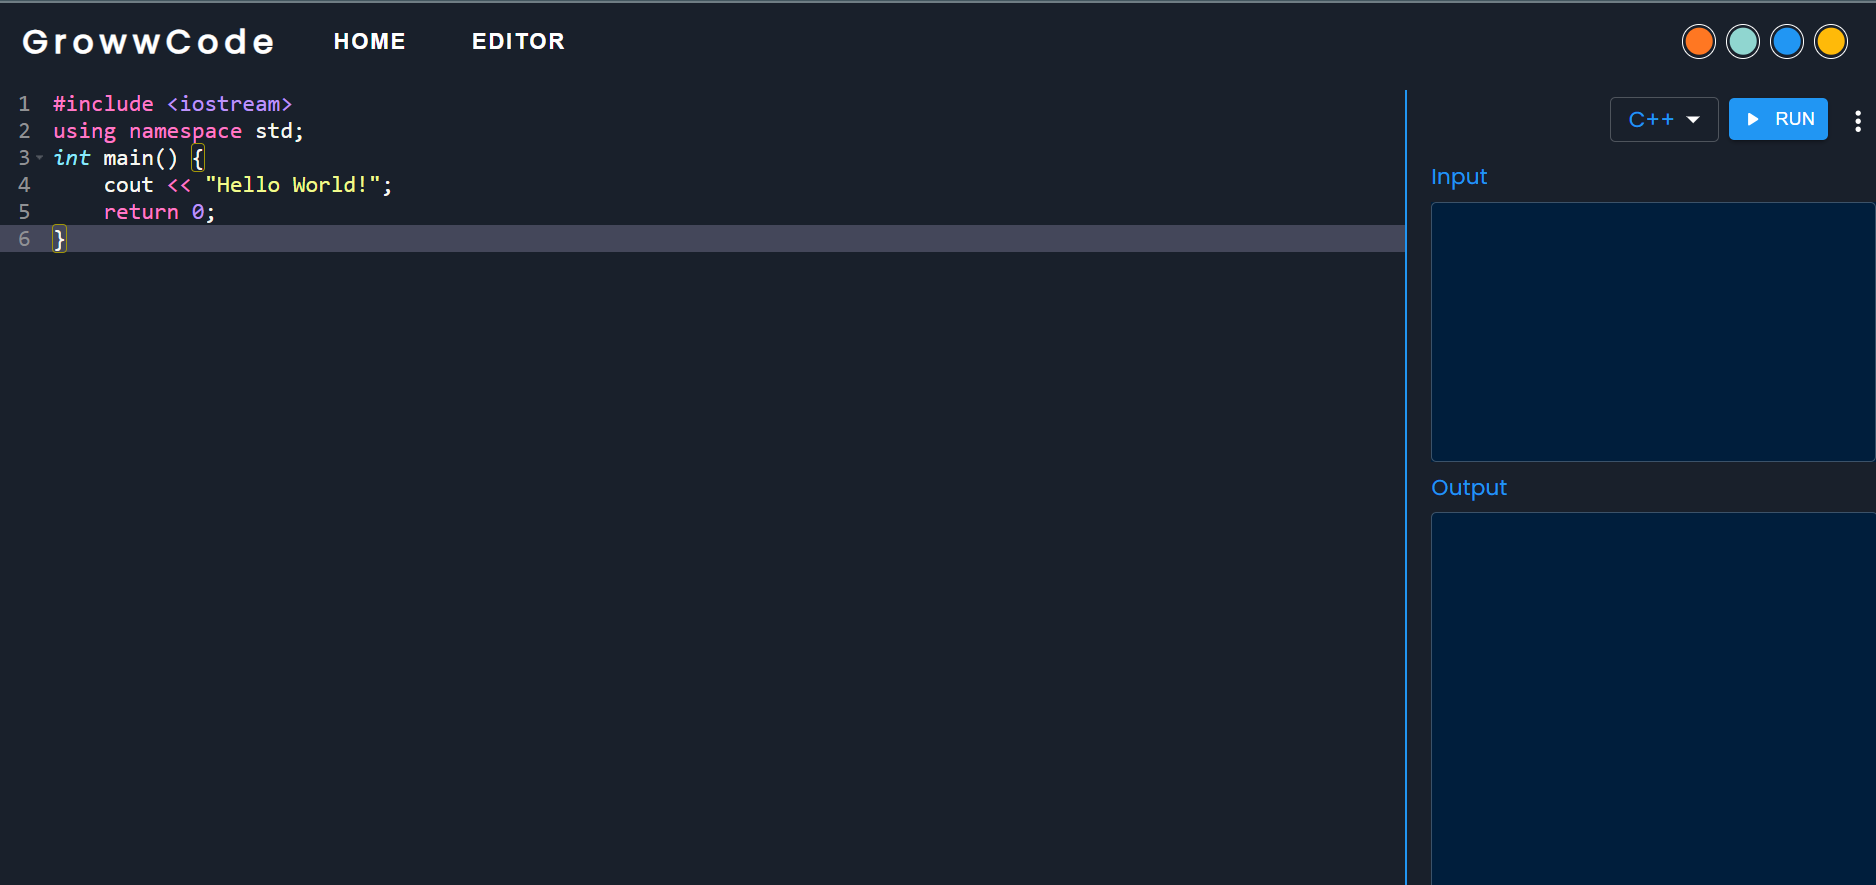 GrowwCode HOME EDITOR
1 #include <iostream>
2 using namespace std;
3 int main() {
4     cout << "Hello World!";
5     return 0;
6 }
C++ RUN
Input
Output